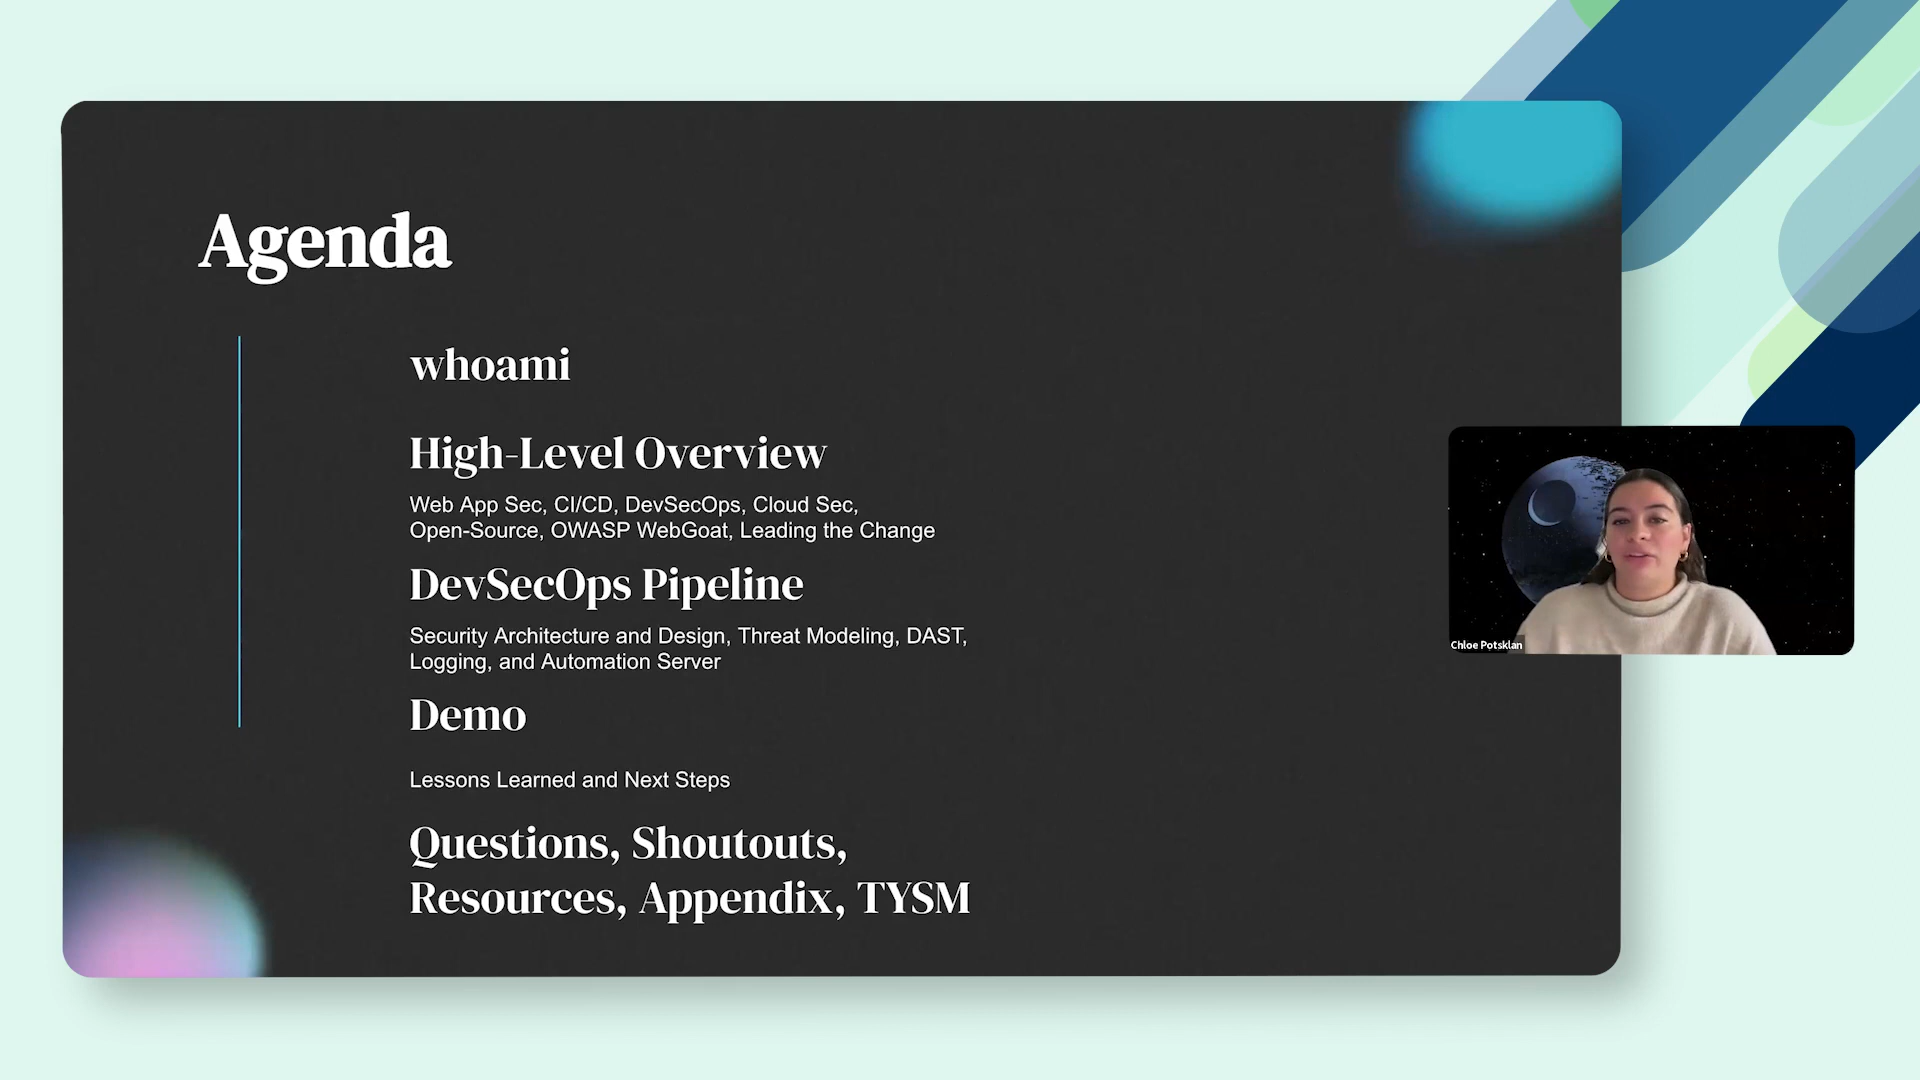 Agenda
whoami
High-Level Overview
Web App Sec, CI/CD, DevSecOps, Cloud Sec,
Open-Source, OWASP WebGoat, Leading the Change
DevSecOps Pipeline
Security Architecture and Design, Threat Modeling, DAST,
Logging, and Automation Server
Demo
Lessons Learned and Next Steps
Questions, Shoutouts,
Resources, Appendix, TYSM
Chloe Potsklan